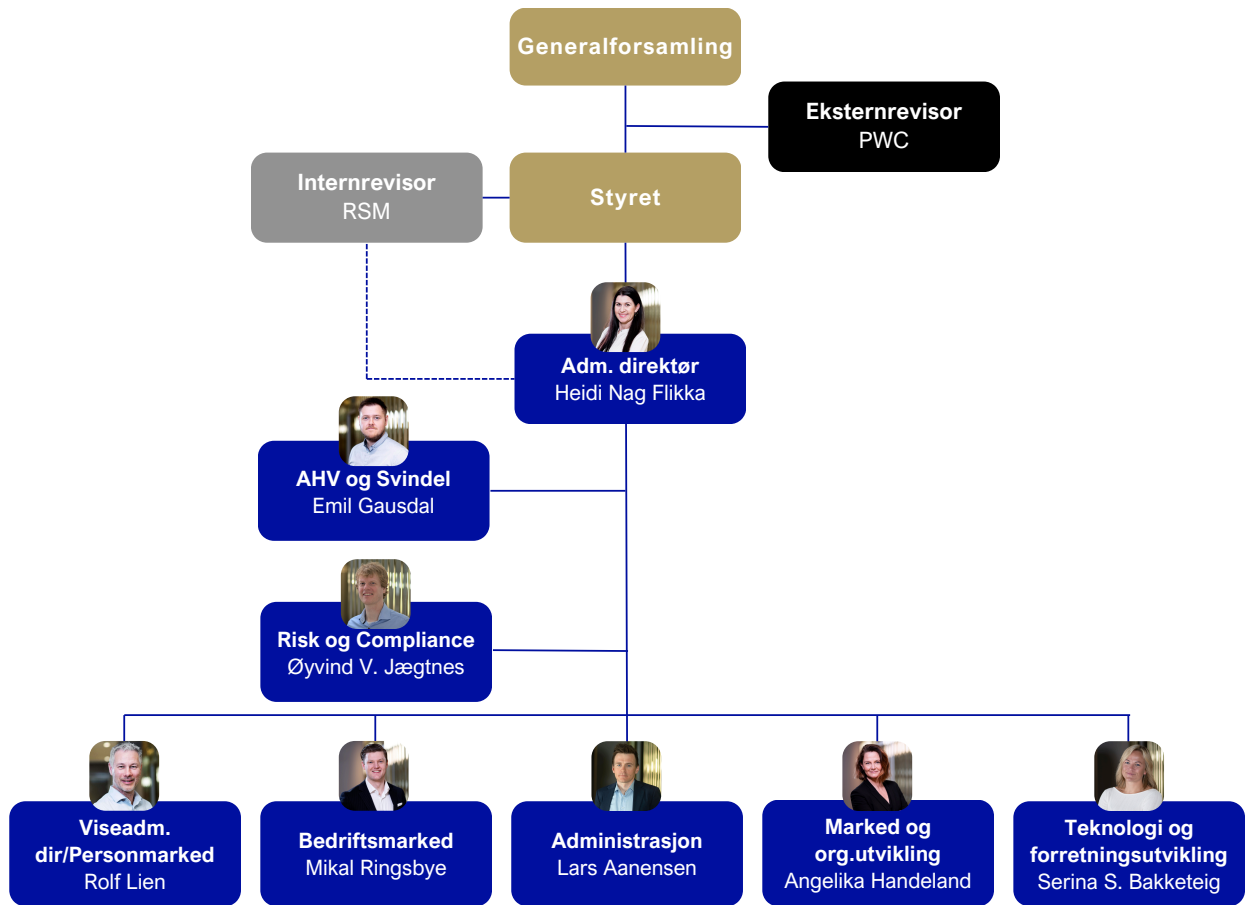 Generalforsamling
Eksternrevisor
PWC
Internrevisor
RSM
Styret
Adm. direktør
Heidi Nag Flikka
AHV og Svindel
Emil Gausdal
Risk og Compliance
Øyvind V. Jægtnes
Viseadm.
dir/Personmarked
Rolf Lien
Bedriftsmarked
Mikal Ringsbye
Administrasjon
Lars Aanensen
Marked og
org.utvikling
Angelika Handeland
Teknologi og
forretningsutvikling
Serina S. Bakketeig